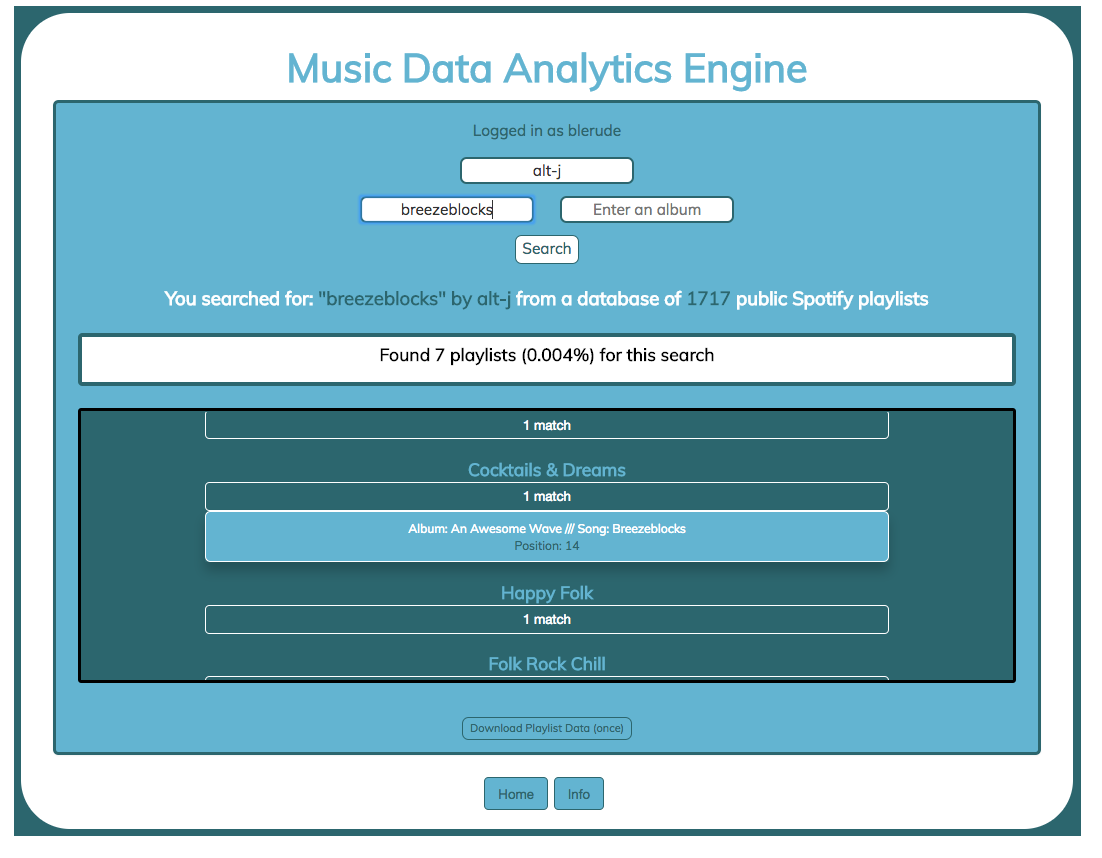 Music Data Analytics Engine
Logged in as blerude
alt-j
breezeblocks
Enter an album
Search
You searched for: "breezeblocks" by alt-j from a database of 1717 public Spotify playlists
Found 7 playlists (0.004%) for this search
1 match
Cocktails & Dreams
1 match
Album: An Awesome Wave /// Song: Breezeblocks
Position: 14
Happy Folk
1 match
Folk Rock Chill
Download Playlist Data (once)
Home
Info